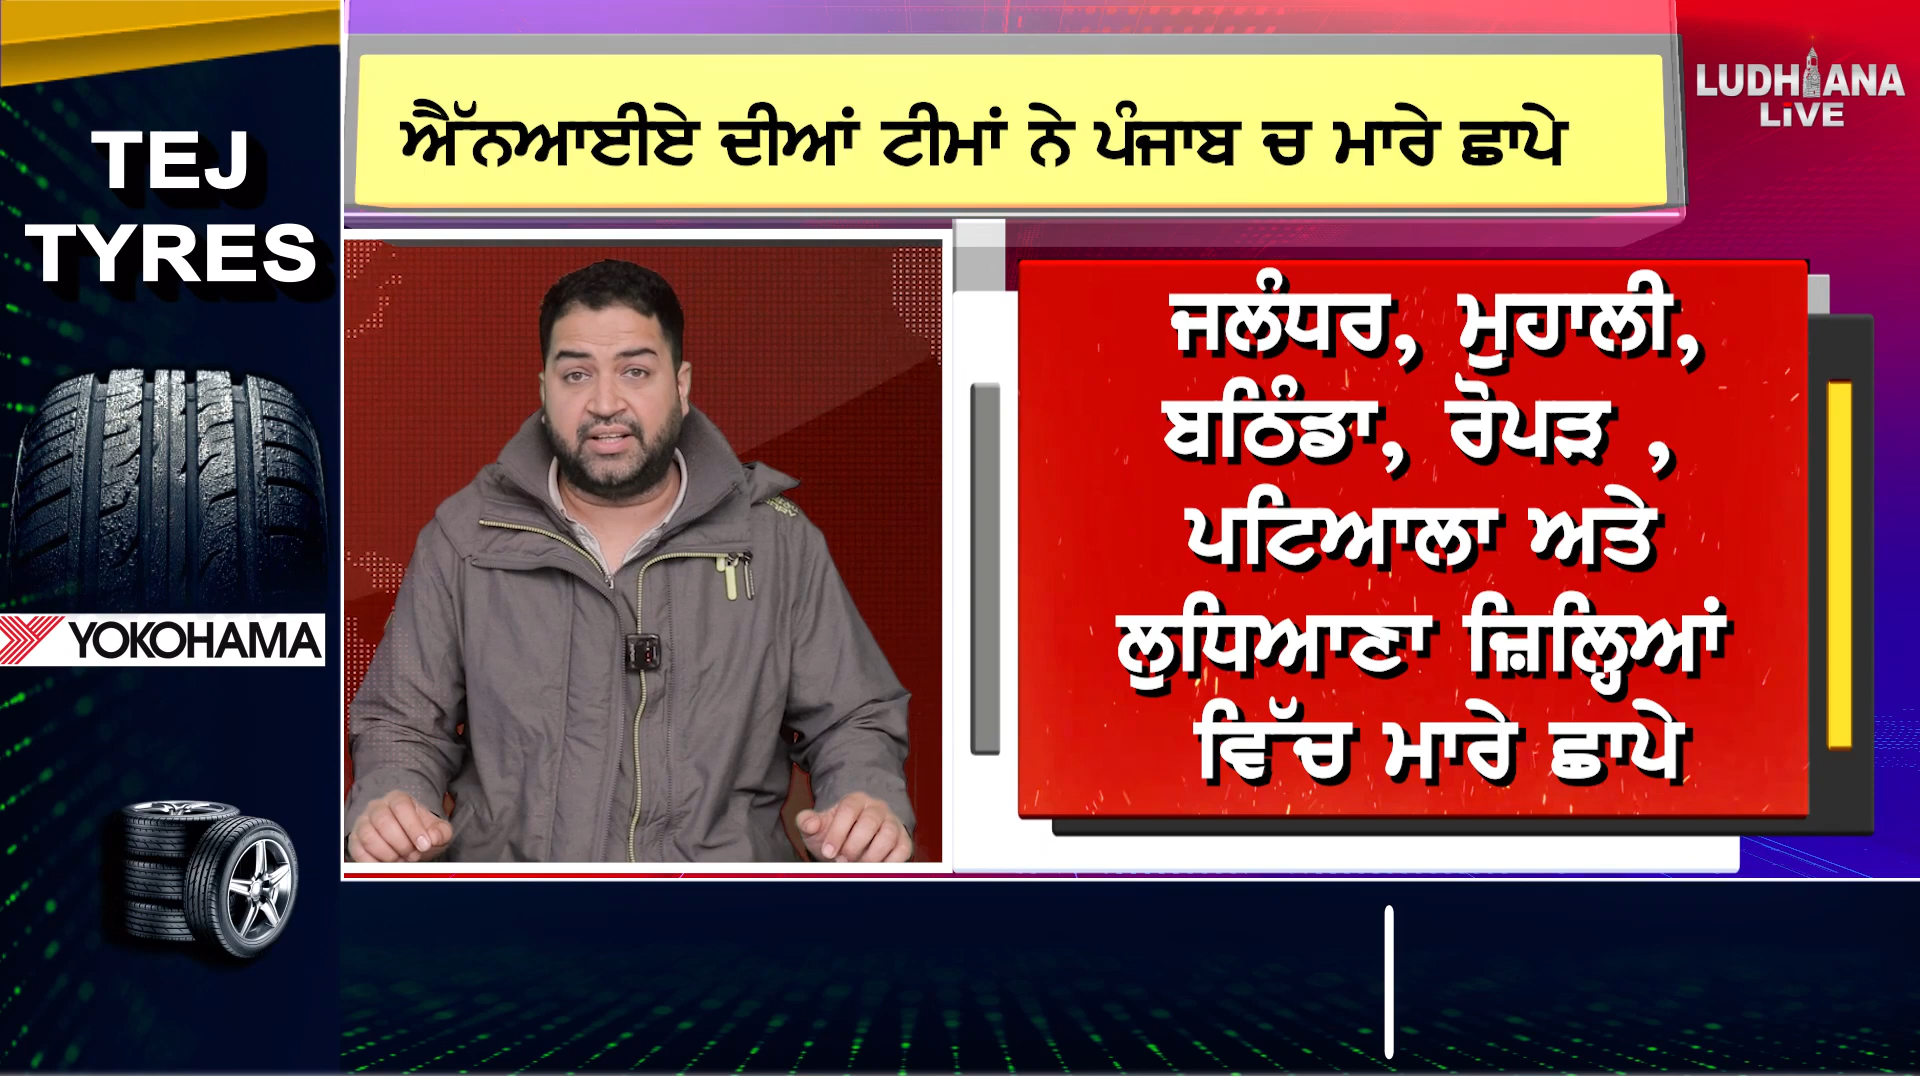 TEJ
TYRES
YOKOHAMA
ਐੱਨਆਈਏ ਦੀਆਂ ਟੀਮਾਂ ਨੇ ਪੰਜਾਬ ਚ ਮਾਰੇ ਛਾਪੇ
LUDHIANA
LiVE
ਜਲੰਧਰ, ਮੁਹਾਲੀ,
ਬਠਿੰਡਾ, ਰੋਪੜ ,
ਪਟਿਆਲਾ ਅਤੇ
ਲੁਧਿਆਣਾ ਜ਼ਿਲ੍ਹਿਆਂ
ਵਿੱਚ ਮਾਰੇ ਛਾਪੇ